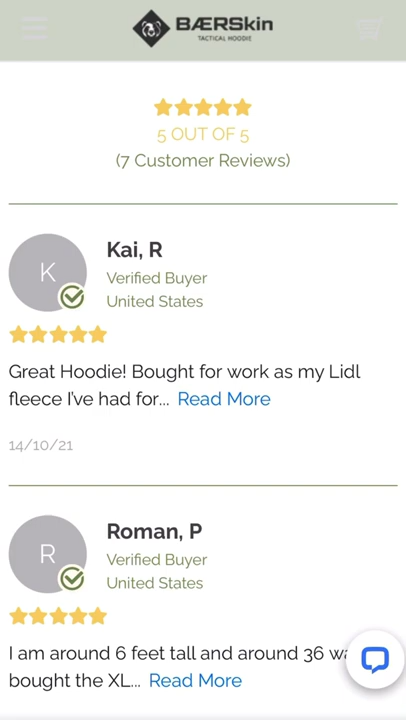 BÆRSkin
TACTICAL HOODIE
5 OUT OF 5
(7 Customer Reviews)
K
Kai, R
Verified Buyer
United States
Great Hoodie! Bought for work as my Lidl
fleece I've had for... Read More
14/10/21
R
Roman, P
Verified Buyer
United States
I am around 6 feet tall and around 36
bought the XL... Read More